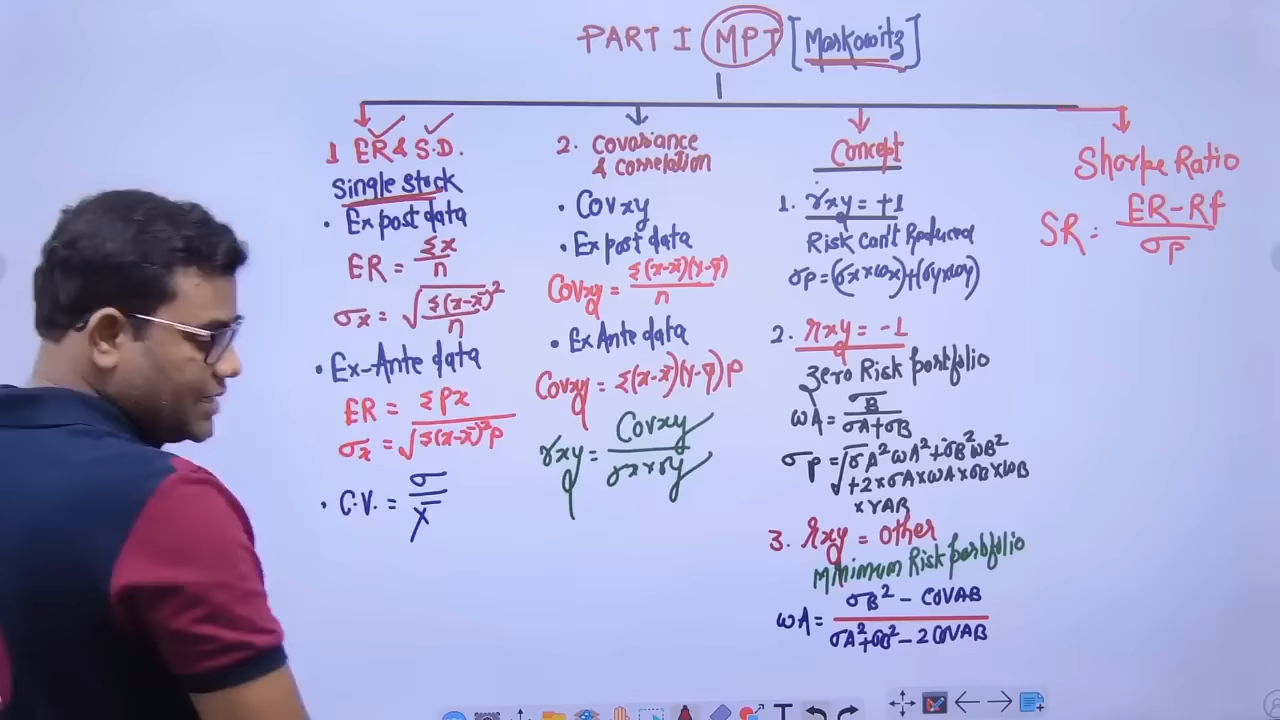 PART I MPT [Markowitz]
1 ER & S.D.
Single stock
• Ex post data
ER = Σx/n
σx = √Σ(x-x̄)²/n
• Ex-Ante data
ER = Σpx
σx = √Σ(x-x̄)²p
• C.V. = σ/x̄
2. Covariance
& correlation
• Covxy
• Ex post data
Covxy = Σ(x-x̄)(y-ȳ)/n
• Ex Ante data
Covxy = Σ(x-x̄)(y-ȳ)p
rxy = Covxy/σx×σy
Concept
1. rxy = +1
Risk Can't Reduced
σp=(σx×ωx)+(σy×ωy)
2. rxy = -1
Zero Risk portfolio
ωA = σB/σA+σB
σp = √σA²ωA²+σB²ωB²
+2×σA×ωA×σB×ωB
×rAB
3. rxy = other
Minimum Risk portfolio
ωA = σB² - COVAB/σA²+σB²-2COVAB
Sharpe Ratio
SR = ER-Rf/σp